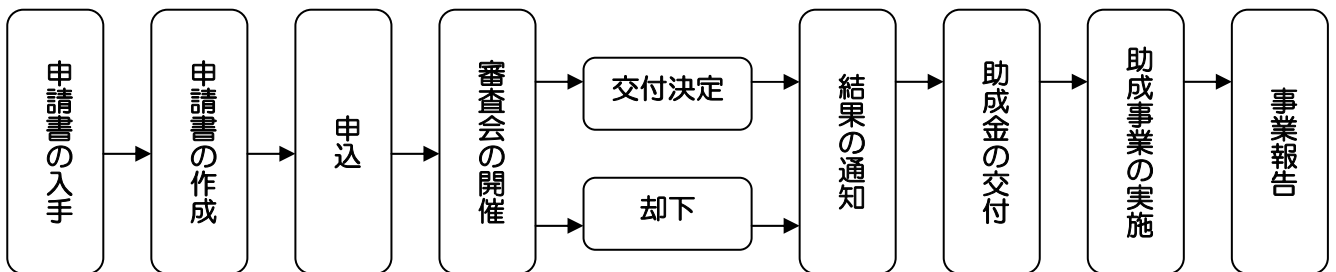 申請書の入手
申請書の作成
申込
審査会の開催
交付決定
却下
結果の通知
助成金の交付
助成事業の実施
事業報告